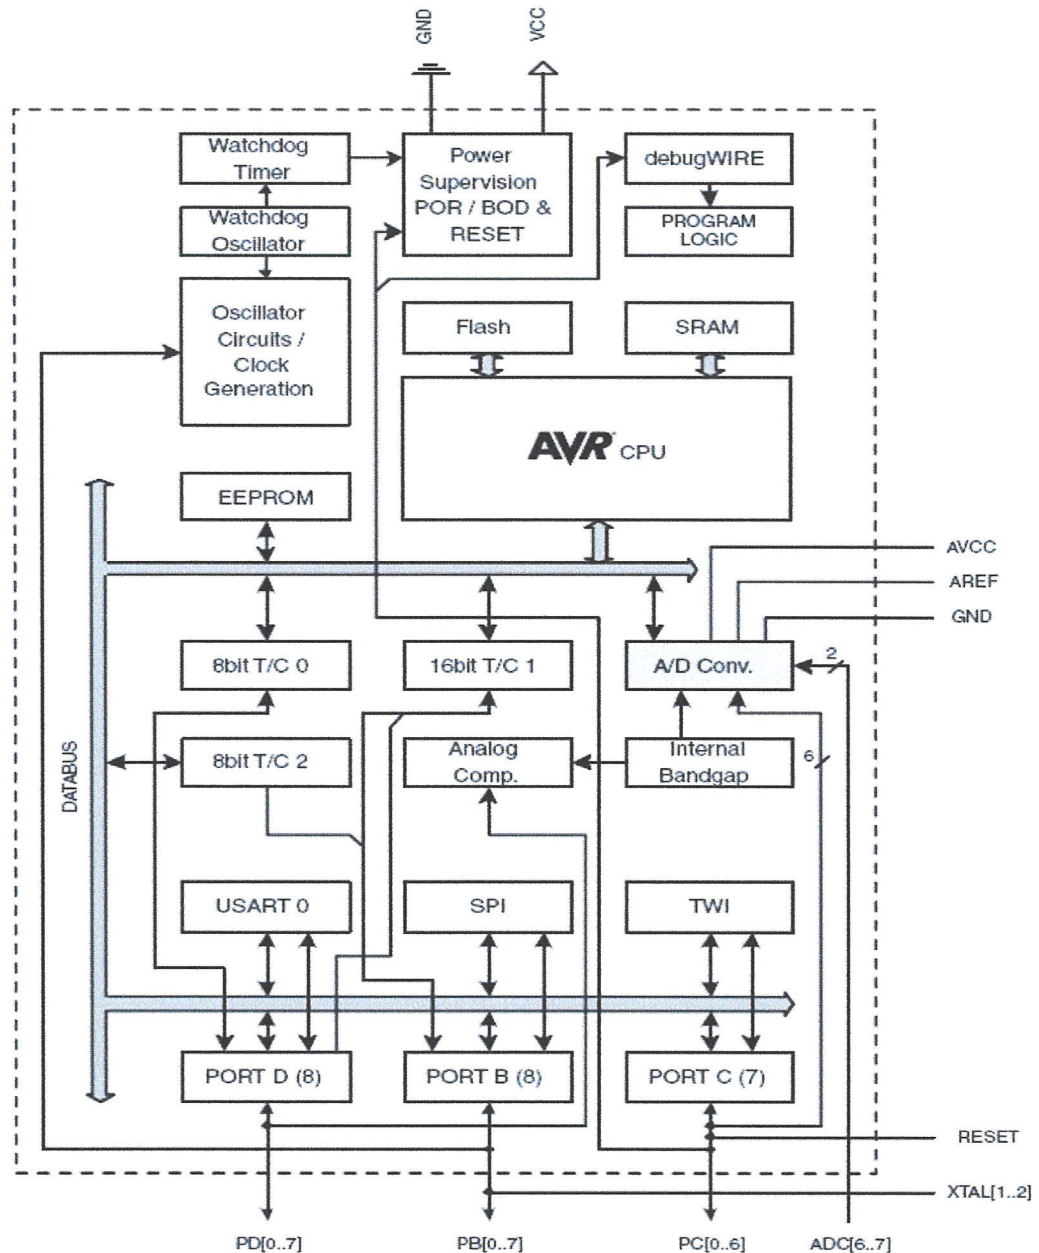 GND
VCC
Watchdog
Timer
Power
Supervision
POR / BOD &
RESET
debugWIRE
Watchdog
Oscillator
PROGRAM
LOGIC
Oscillator
Circuits /
Clock
Generation
Flash
SRAM
AVR CPU
EEPROM
AVCC
AREF
GND
8bit T/C 0
16bit T/C 1
A/D Conv.
2
DATABUS
8bit T/C 2
Analog
Comp.
Internal
Bandgap
6
USART 0
SPI
TWI
PORT D (8)
PORT B (8)
PORT C (7)
RESET
XTAL[1..2]
PD[0..7]
PB[0..7]
PC[0..6]
ADC[6..7]